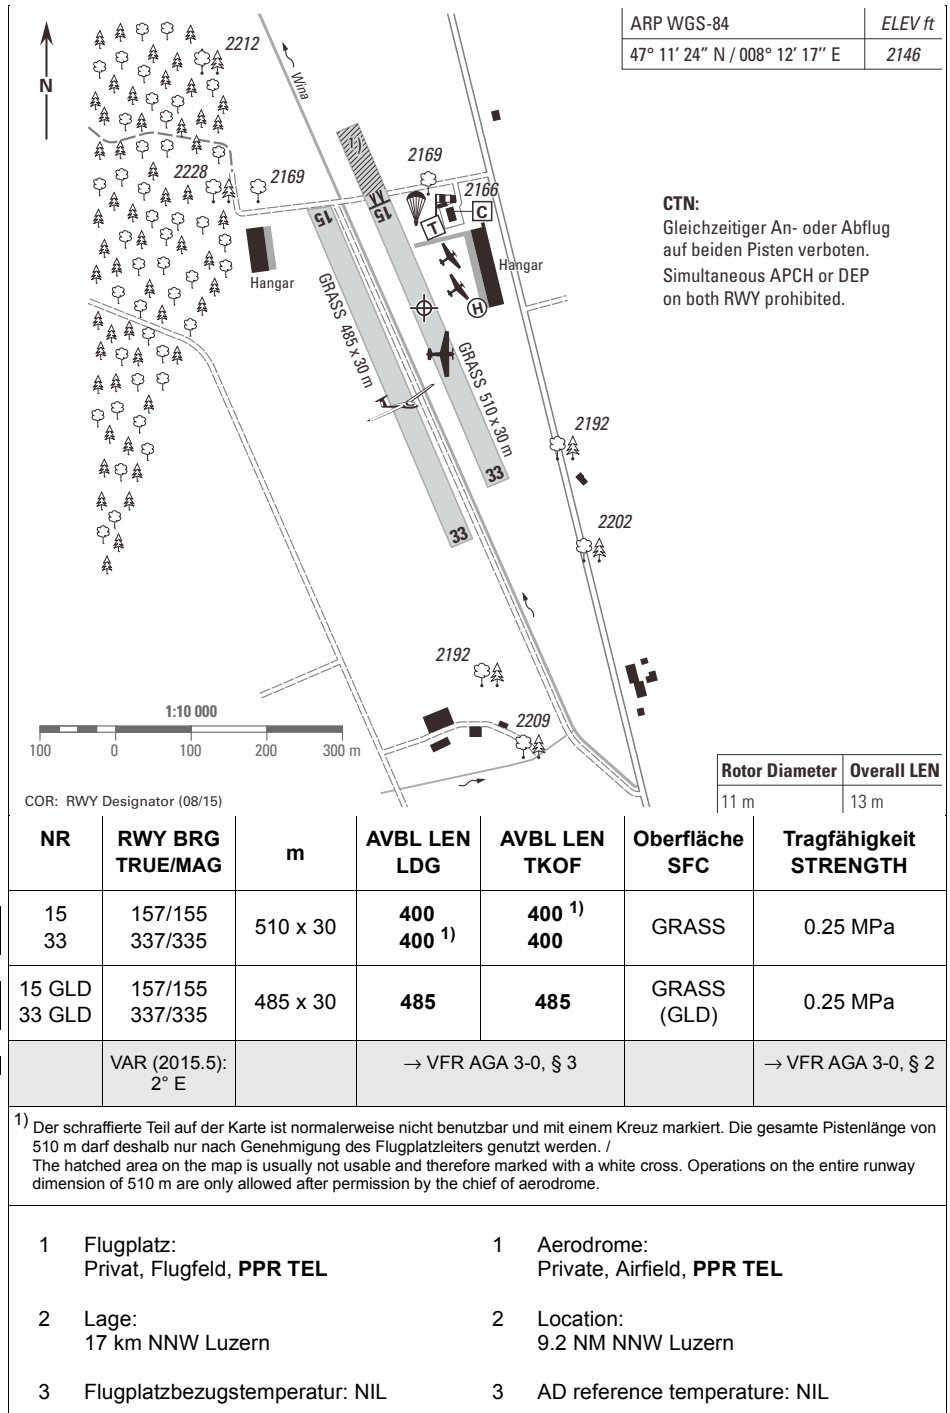 ARP WGS-84 ELEV ft
47° 11′ 24″ N / 008° 12′ 17″ E 2146
N
2212
Wina
1)
2228
2169
2169
2166
15
15
T
C
H
Hangar
Hangar
GRASS 485 x 30 m
GRASS 510 x 30 m
33
33
2192
2202
2192
2209
CTN:
Gleichzeitiger An- oder Abflug
auf beiden Pisten verboten.
Simultaneous APCH or DEP
on both RWY prohibited.
1:10 000
100 0 100 200 300 m
COR: RWY Designator (08/15)
Rotor Diameter Overall LEN
11 m 13 m
NR RWY BRG TRUE/MAG m AVBL LEN LDG AVBL LEN TKOF Oberfläche SFC Tragfähigkeit STRENGTH
15 157/155 510 x 30 400 400 1) GRASS 0.25 MPa
33 337/335 400 1) 400
15 GLD 157/155 485 x 30 485 485 GRASS 0.25 MPa
33 GLD 337/335 (GLD)
VAR (2015.5): → VFR AGA 3-0, § 3 → VFR AGA 3-0, § 2
2° E
1) Der schraffierte Teil auf der Karte ist normalerweise nicht benutzbar und mit einem Kreuz markiert. Die gesamte Pistenlänge von
510 m darf deshalb nur nach Genehmigung des Flugplatzleiters genutzt werden. /
The hatched area on the map is usually not usable and therefore marked with a white cross. Operations on the entire runway
dimension of 510 m are only allowed after permission by the chief of aerodrome.
1 Flugplatz:
Privat, Flugfeld, PPR TEL
1 Aerodrome:
Private, Airfield, PPR TEL
2 Lage:
17 km NNW Luzern
2 Location:
9.2 NM NNW Luzern
3 Flugplatzbezugstemperatur: NIL
3 AD reference temperature: NIL